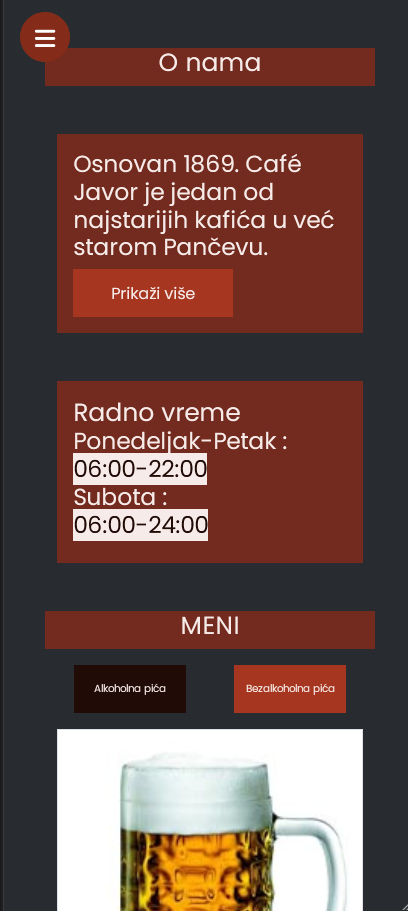 O nama
Osnovan 1869. Café
Javor je jedan od
najstarijih kafića u već
starom Pančevu.
Prikaži više
Radno vreme
Ponedeljak-Petak :
06:00-22:00
Subota :
06:00-24:00
MENI
Alkoholna pića
Bezalkoholna pića